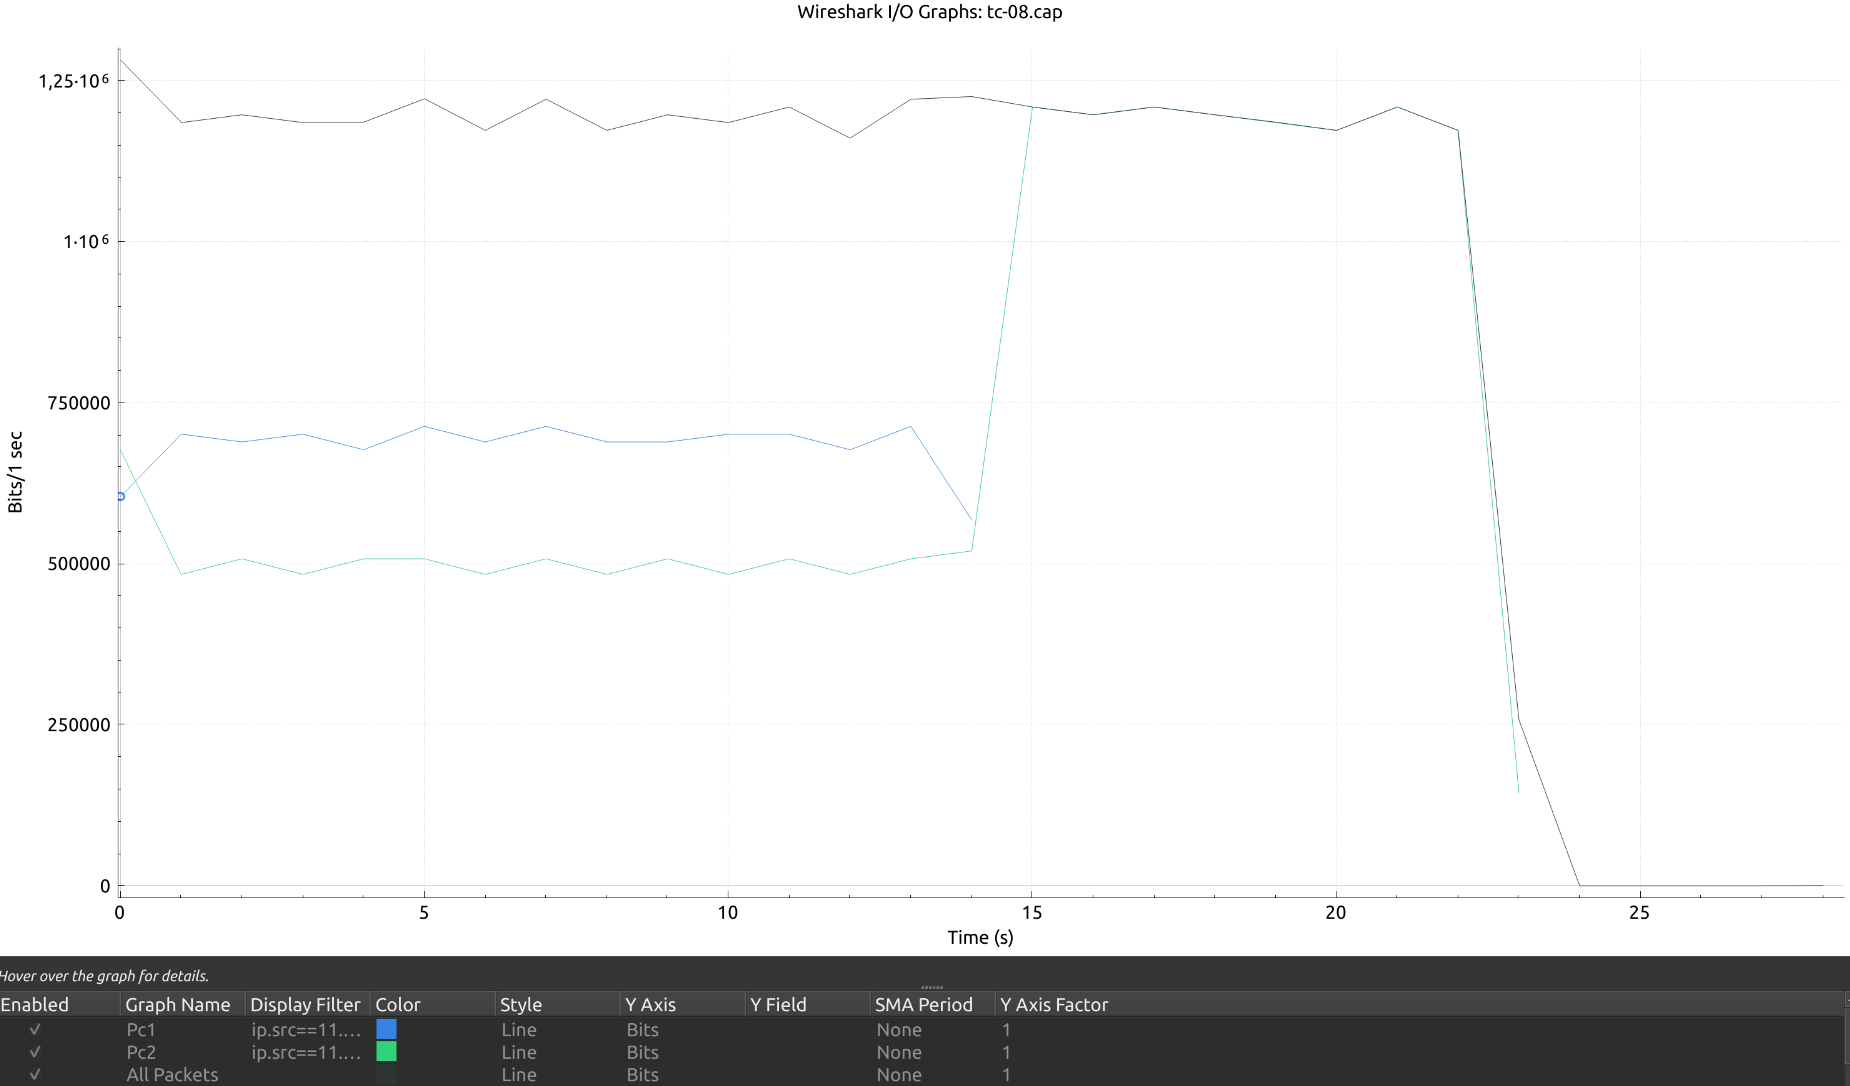 Wireshark I/O Graphs: tc-08.cap
1,25·10⁶
1·10⁶
750000
500000
250000
0
Bits/1 sec
0 5 10 15 20 25
Time (s)
Hover over the graph for details.
Enabled Graph Name Display Filter Color Style Y Axis Y Field SMA Period Y Axis Factor
✓ Pc1 ip.src==11.… Line Bits None 1
✓ Pc2 ip.src==11.… Line Bits None 1
✓ All Packets Line Bits None 1